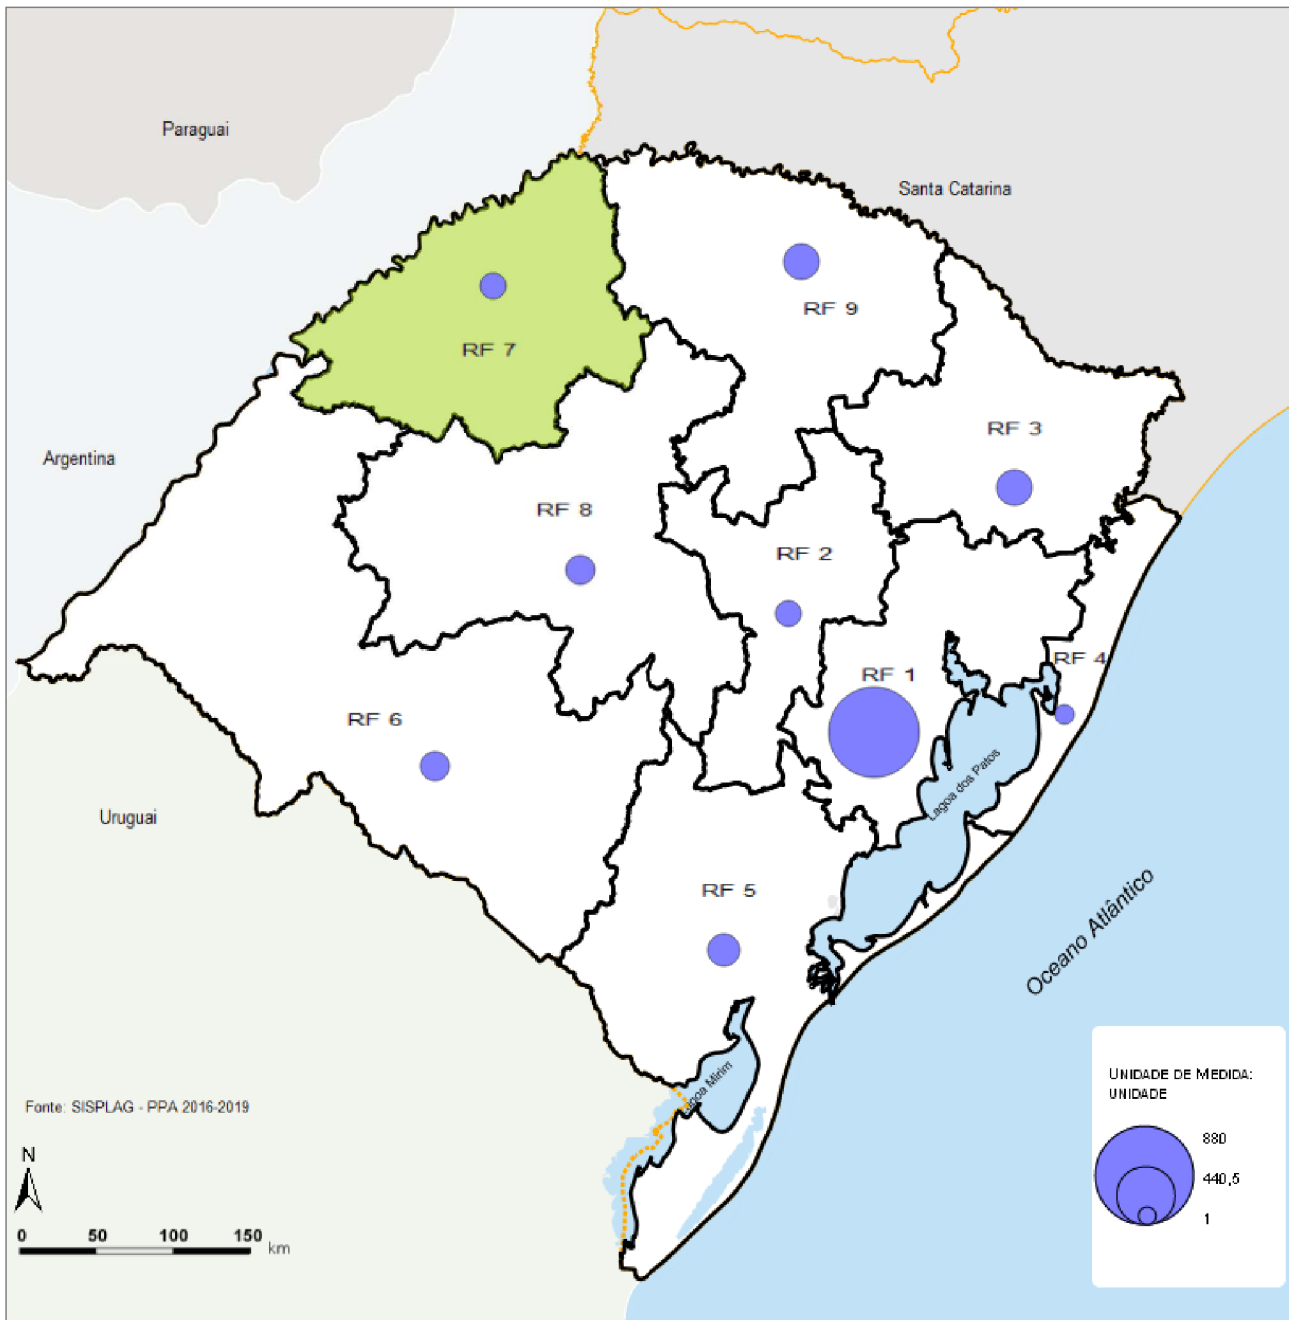 Paraguai
Santa Catarina
RF 9
RF 7
RF 3
Argentina
RF 8
RF 2
RF 4
RF 1
RF 6
Lagoa dos Patos
Uruguai
RF 5
Oceano Atlântico
Lagoa Mirim
Fonte: SISPLAG - PPA 2016-2019
N
0 50 100 150 km
UNIDADE DE MEDIDA:
UNIDADE
880
440,5
1